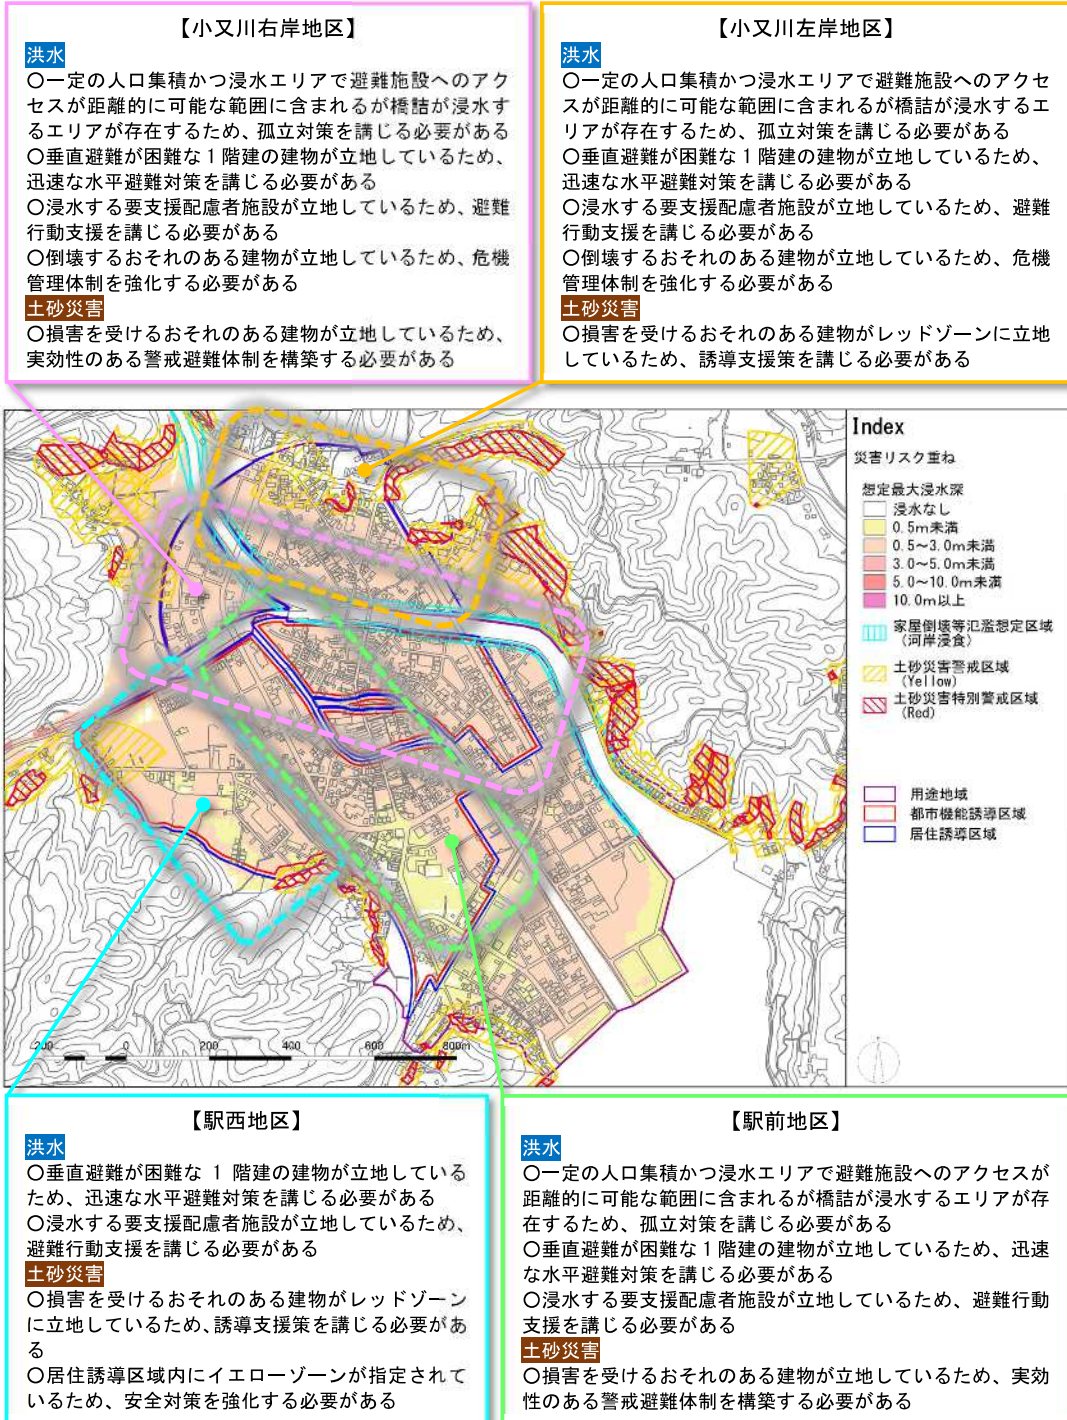 【小又川右岸地区】
洪水
〇一定の人口集積かつ浸水エリアで避難施設へのアク
セスが距離的に可能な範囲に含まれるが橋詰が浸水す
るエリアが存在するため、孤立対策を講じる必要がある
〇垂直避難が困難な１階建の建物が立地しているため、
迅速な水平避難対策を講じる必要がある
〇浸水する要支援配慮者施設が立地しているため、避難
行動支援を講じる必要がある
〇倒壊するおそれのある建物が立地しているため、危機
管理体制を強化する必要がある
土砂災害
〇損害を受けるおそれのある建物が立地しているため、
実効性のある警戒避難体制を構築する必要がある
【小又川左岸地区】
洪水
〇一定の人口集積かつ浸水エリアで避難施設へのアクセ
スが距離的に可能な範囲に含まれるが橋詰が浸水するエ
リアが存在するため、孤立対策を講じる必要がある
〇垂直避難が困難な１階建の建物が立地しているため、
迅速な水平避難対策を講じる必要がある
〇浸水する要支援配慮者施設が立地しているため、避難
行動支援を講じる必要がある
〇倒壊するおそれのある建物が立地しているため、危機
管理体制を強化する必要がある
土砂災害
〇損害を受けるおそれのある建物がレッドゾーンに立地
しているため、誘導支援策を講じる必要がある
Index
災害リスク重ね
想定最大浸水深
浸水なし
0.5m未満
0.5～3.0m未満
3.0～5.0m未満
5.0～10.0m未満
10.0m以上
家屋倒壊等氾濫想定区域
（河岸浸食）
土砂災害警戒区域
（Yellow）
土砂災害特別警戒区域
（Red）
用途地域
都市機能誘導区域
居住誘導区域
-200 0 200 400 600 800m
【駅西地区】
洪水
〇垂直避難が困難な １ 階建の建物が立地している
ため、迅速な水平避難対策を講じる必要がある
〇浸水する要支援配慮者施設が立地しているため、
避難行動支援を講じる必要がある
土砂災害
〇損害を受けるおそれのある建物がレッドゾーン
に立地しているため、誘導支援策を講じる必要があ
る
〇居住誘導区域内にイエローゾーンが指定されて
いるため、安全対策を強化する必要がある
【駅前地区】
洪水
〇一定の人口集積かつ浸水エリアで避難施設へのアクセスが
距離的に可能な範囲に含まれるが橋詰が浸水するエリアが存
在するため、孤立対策を講じる必要がある
〇垂直避難が困難な１階建の建物が立地しているため、迅速
な水平避難対策を講じる必要がある
〇浸水する要支援配慮者施設が立地しているため、避難行動
支援を講じる必要がある
土砂災害
〇損害を受けるおそれのある建物が立地しているため、実効
性のある警戒避難体制を構築する必要がある